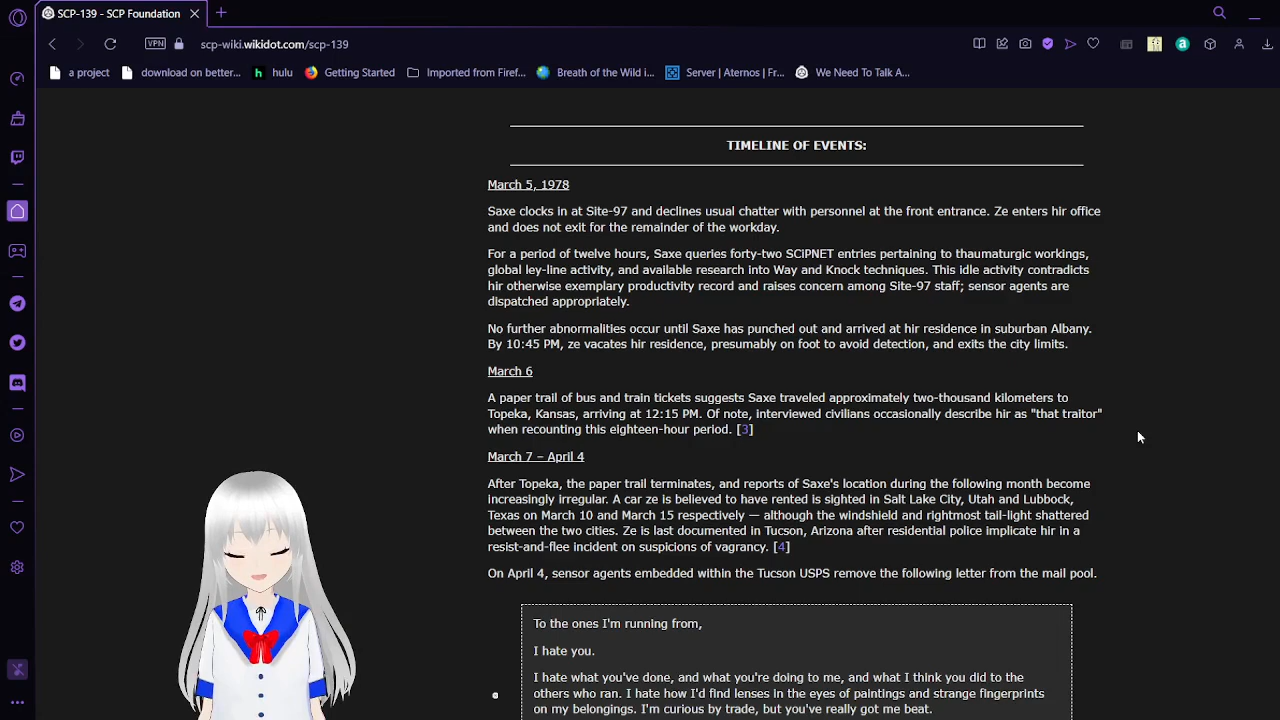 SCP-139 - SCP Foundation
VPN
scp-wiki.wikidot.com/scp-139
a project
download on better...
hulu
Getting Started
Imported from Firef...
Breath of the Wild i...
Server | Aternos | Fr...
We Need To Talk A...
TIMELINE OF EVENTS:
March 5, 1978
Saxe clocks in at Site-97 and declines usual chatter with personnel at the front entrance. Ze enters hir office
and does not exit for the remainder of the workday.
For a period of twelve hours, Saxe queries forty-two SCiPNET entries pertaining to thaumaturgic workings,
global ley-line activity, and available research into Way and Knock techniques. This idle activity contradicts
hir otherwise exemplary productivity record and raises concern among Site-97 staff; sensor agents are
dispatched appropriately.
No further abnormalities occur until Saxe has punched out and arrived at hir residence in suburban Albany.
By 10:45 PM, ze vacates hir residence, presumably on foot to avoid detection, and exits the city limits.
March 6
A paper trail of bus and train tickets suggests Saxe traveled approximately two-thousand kilometers to
Topeka, Kansas, arriving at 12:15 PM. Of note, interviewed civilians occasionally describe hir as "that traitor"
when recounting this eighteen-hour period. [3]
March 7 – April 4
After Topeka, the paper trail terminates, and reports of Saxe's location during the following month become
increasingly irregular. A car ze is believed to have rented is sighted in Salt Lake City, Utah and Lubbock,
Texas on March 10 and March 15 respectively — although the windshield and rightmost tail-light shattered
between the two cities. Ze is last documented in Tucson, Arizona after residential police implicate hir in a
resist-and-flee incident on suspicions of vagrancy. [4]
On April 4, sensor agents embedded within the Tucson USPS remove the following letter from the mail pool.
To the ones I'm running from,
I hate you.
I hate what you've done, and what you're doing to me, and what I think you did to the
others who ran. I hate how I'd find lenses in the eyes of paintings and strange fingerprints
on my belongings. I'm curious by trade, but you've really got me beat.